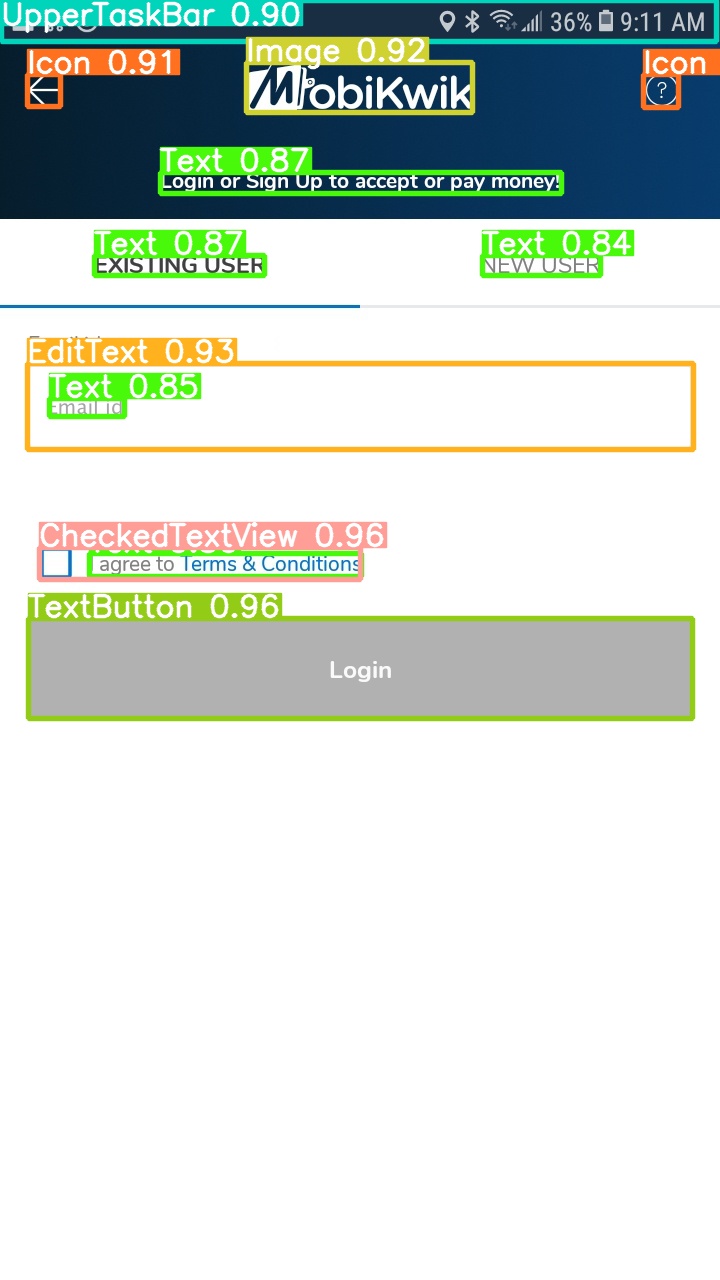 UpperTaskBar 0.90
36% 9:11 AM
Icon 0.91
Image 0.92
Icon
MobiKwik
?
Text 0.87
Login or Sign Up to accept or pay money!
Text 0.87
Text 0.84
EXISTING USER
NEW USER
EditText 0.93
Text 0.85
Email id
CheckedTextView 0.96
agree to Terms & Conditions
TextButton 0.96
Login